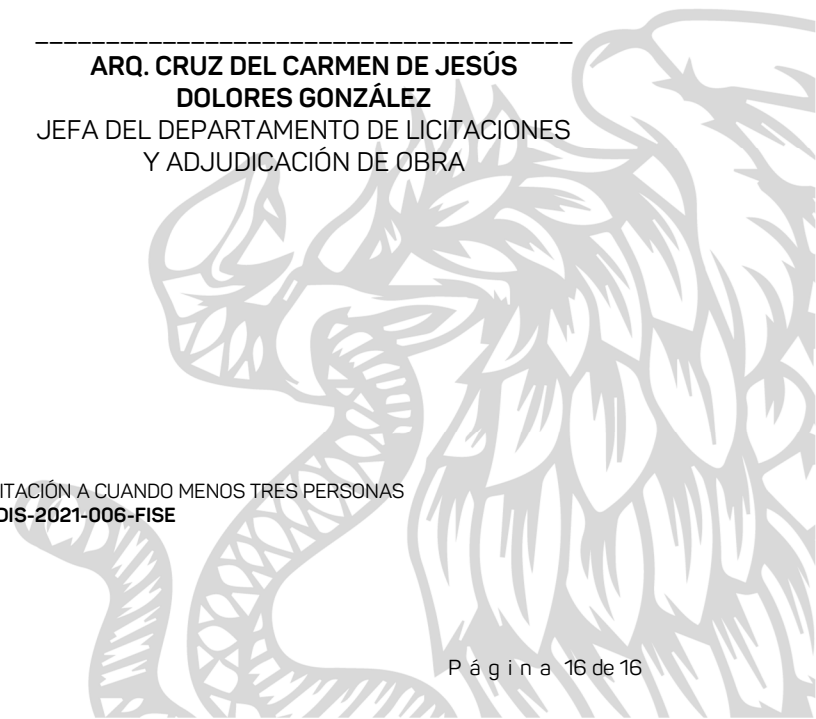 ______________________________________
ARQ. CRUZ DEL CARMEN DE JESÚS
DOLORES GONZÁLEZ
JEFA DEL DEPARTAMENTO DE LICITACIONES
Y ADJUDICACIÓN DE OBRA
ITACIÓN A CUANDO MENOS TRES PERSONAS
DIS-2021-006-FISE
P á g i n a 16 de 16